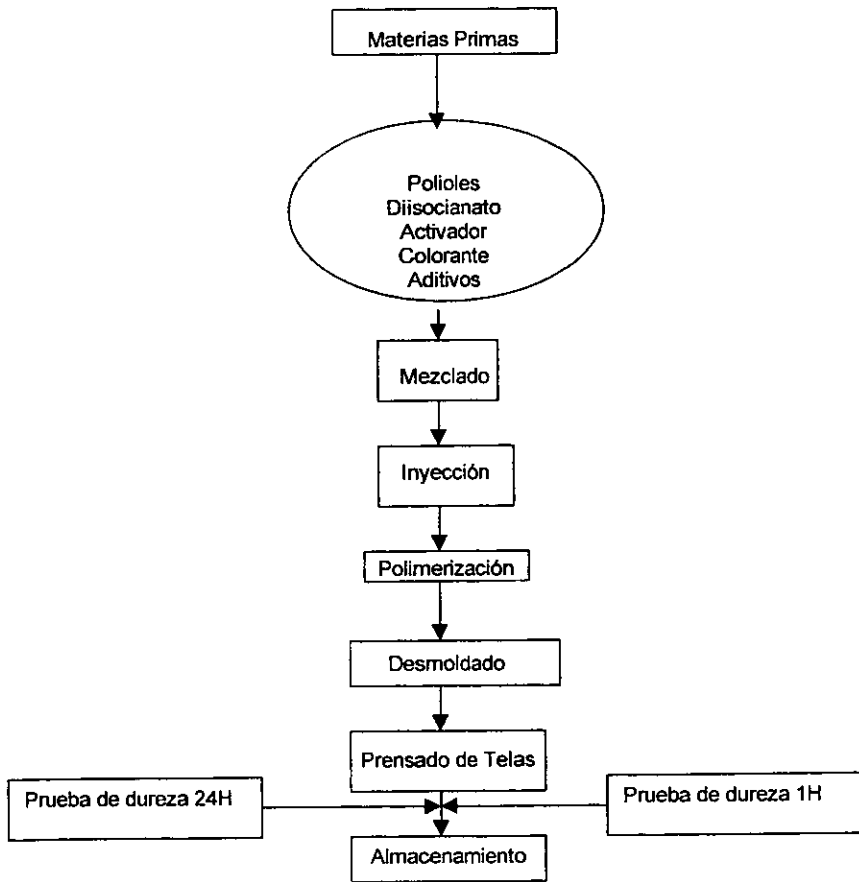 Materias Primas
Polioles
Diisocianato
Activador
Colorante
Aditivos
Mezclado
Inyección
Polimerización
Desmoldado
Prensado de Telas
Prueba de dureza 24H
Prueba de dureza 1H
Almacenamiento